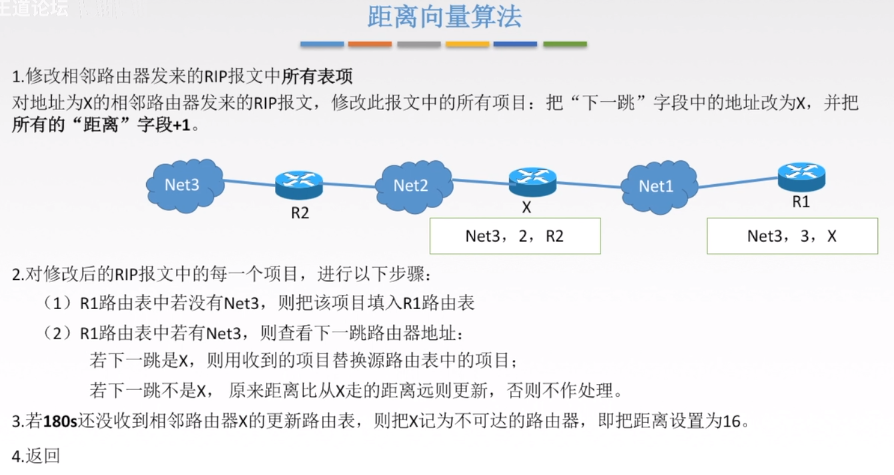 王道论坛
距离向量算法
1.修改相邻路由器发来的RIP报文中所有表项
对地址为X的相邻路由器发来的RIP报文，修改此报文中的所有项目：把“下一跳”字段中的地址改为X，并把
所有的“距离”字段+1。
Net3
R2
Net2
X
Net1
R1
Net3，2，R2
Net3，3，X
2.对修改后的RIP报文中的每一个项目，进行以下步骤：
（1）R1路由表中若没有Net3，则把该项目填入R1路由表
（2）R1路由表中若有Net3，则查看下一跳路由器地址：
若下一跳是X，则用收到的项目替换源路由表中的项目；
若下一跳不是X， 原来距离比从X走的距离远则更新，否则不作处理。
3.若180s还没收到相邻路由器X的更新路由表，则把X记为不可达的路由器，即把距离设置为16。
4.返回